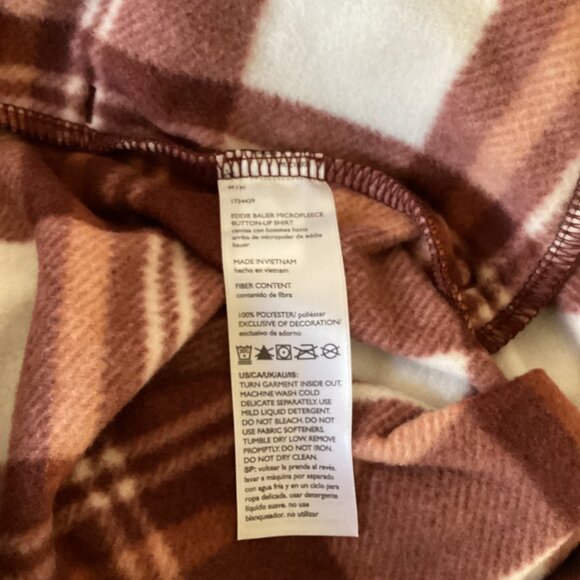 M / M
1724429
EDDIE BAUER MICROFLEECE
BUTTON-UP SHIRT
camisa con botones hasta
arriba de micropolar de eddie
bauer
MADE IN VIETNAM
hecho en vietnam
FIBER CONTENT
contenido de fibra
100% POLYESTER/ poliéster
EXCLUSIVE OF DECORATION/
exclusivo de adorno
US/CA/UK/AU/RB:
TURN GARMENT INSIDE OUT.
MACHINE WASH COLD
DELICATE SEPARATELY. USE
MILD LIQUID DETERGENT.
DO NOT BLEACH. DO NOT
USE FABRIC SOFTENERS.
TUMBLE DRY LOW. REMOVE
PROMPTLY. DO NOT IRON.
DO NOT DRY CLEAN.
SP: voltear la prenda al revés.
lavar a máquina por separado
con agua fría y en un ciclo para
ropa delicada. usar detergente
líquido suave. no use
blanqueador. no utilizar